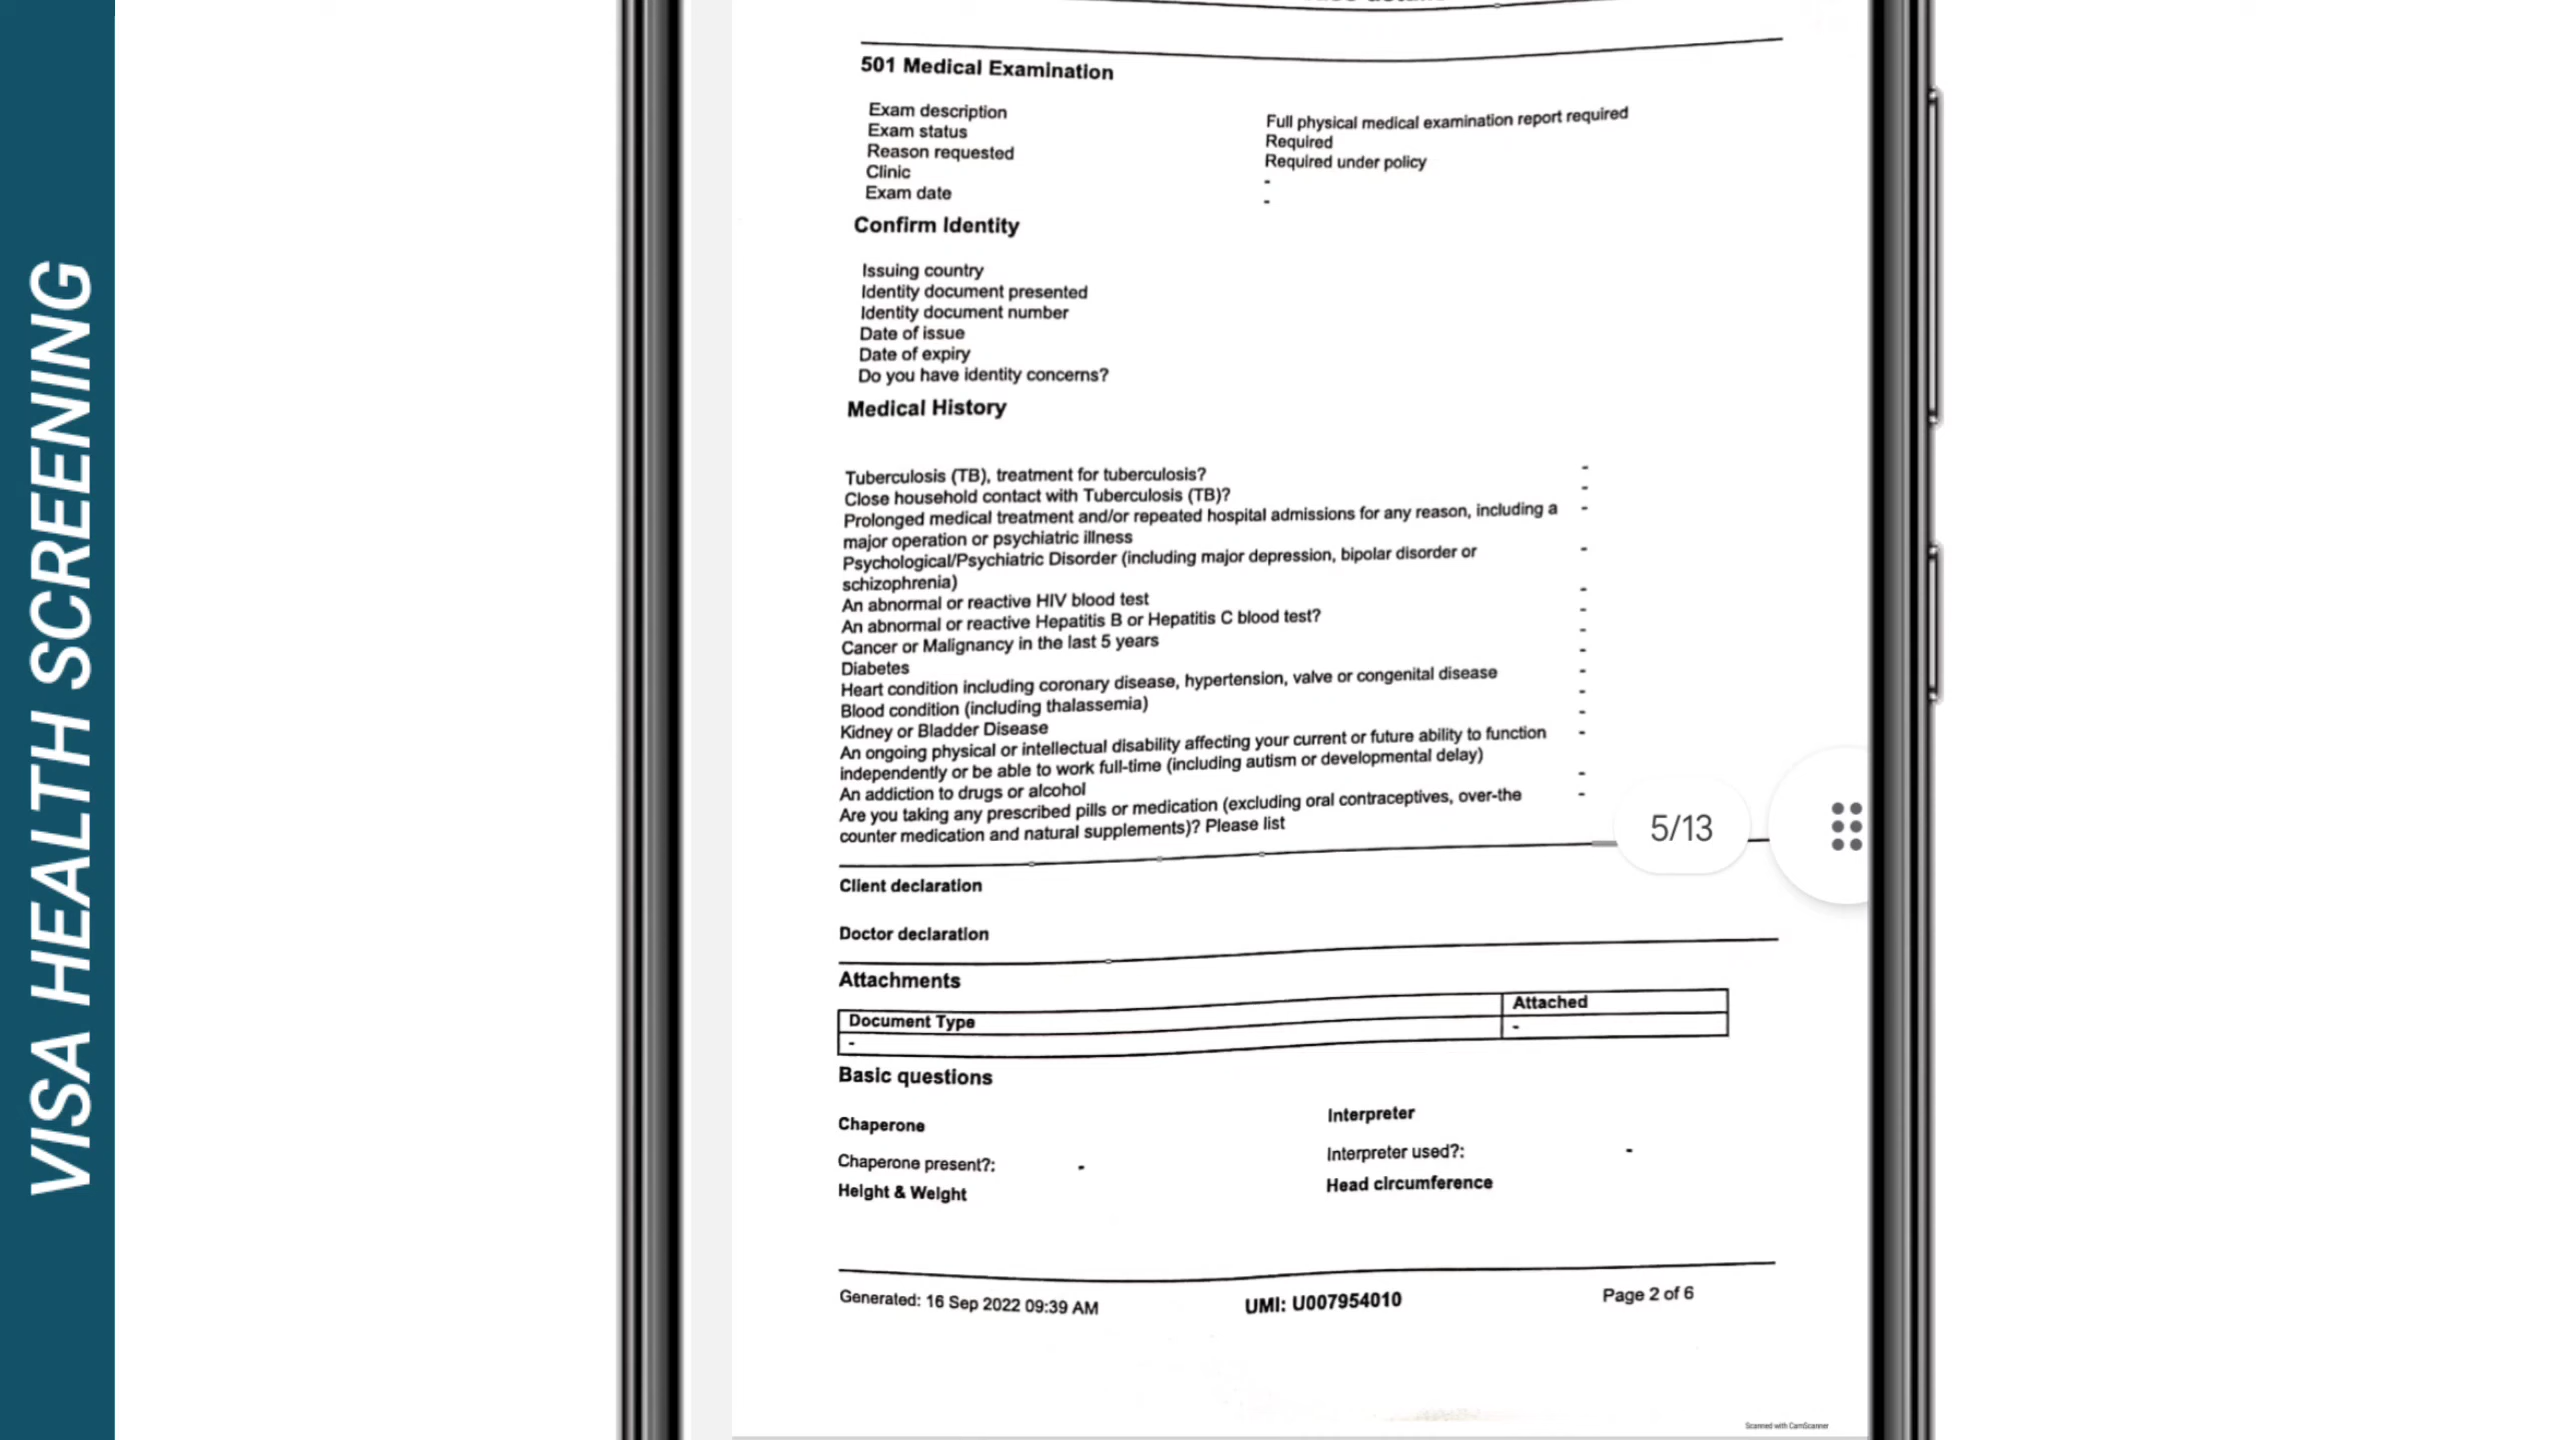 VISA HEALTH SCREENING
501 Medical Examination
Exam description Full physical medical examination report required
Exam status Required
Reason requested Required under policy
Clinic -
Exam date -
Confirm Identity
Issuing country
Identity document presented
Identity document number
Date of issue
Date of expiry
Do you have identity concerns?
Medical History
Tuberculosis (TB), treatment for tuberculosis? -
Close household contact with Tuberculosis (TB)? -
Prolonged medical treatment and/or repeated hospital admissions for any reason, including a -
major operation or psychiatric illness
Psychological/Psychiatric Disorder (including major depression, bipolar disorder or -
schizophrenia)
An abnormal or reactive HIV blood test -
An abnormal or reactive Hepatitis B or Hepatitis C blood test? -
Cancer or Malignancy in the last 5 years -
Diabetes -
Heart condition including coronary disease, hypertension, valve or congenital disease -
Blood condition (including thalassemia) -
Kidney or Bladder Disease -
An ongoing physical or intellectual disability affecting your current or future ability to function -
independently or be able to work full-time (including autism or developmental delay)
An addiction to drugs or alcohol -
Are you taking any prescribed pills or medication (excluding oral contraceptives, over-the -
counter medication and natural supplements)? Please list
5/13
Client declaration
Doctor declaration
Attachments
Document Type Attached
- -
Basic questions
Chaperone Interpreter
Chaperone present?: - Interpreter used?: -
Height & Weight Head circumference
Generated: 16 Sep 2022 09:39 AM UMI: U007954010 Page 2 of 6
Scanned with CamScanner